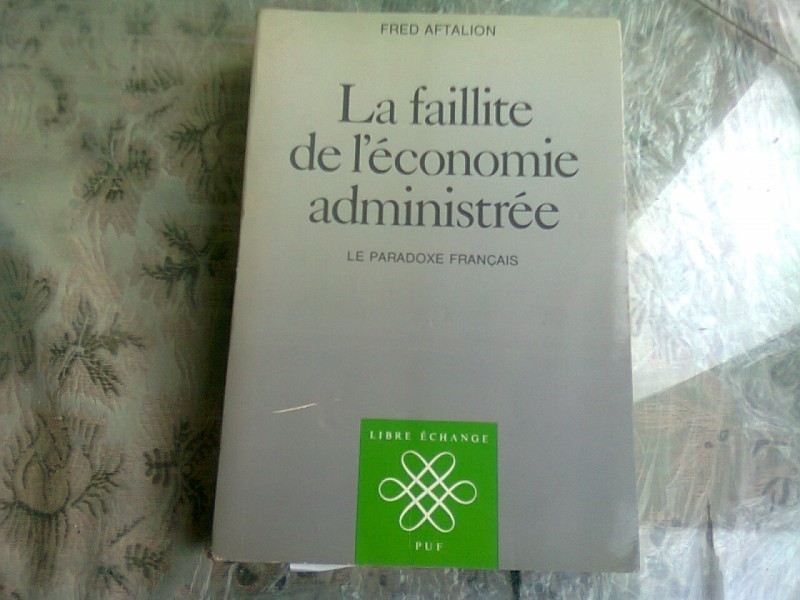 FRED AFTALION
La faillite
de l'économie
administrée
LE PARADOXE FRANÇAIS
LIBRE ÉCHANGE
PUF